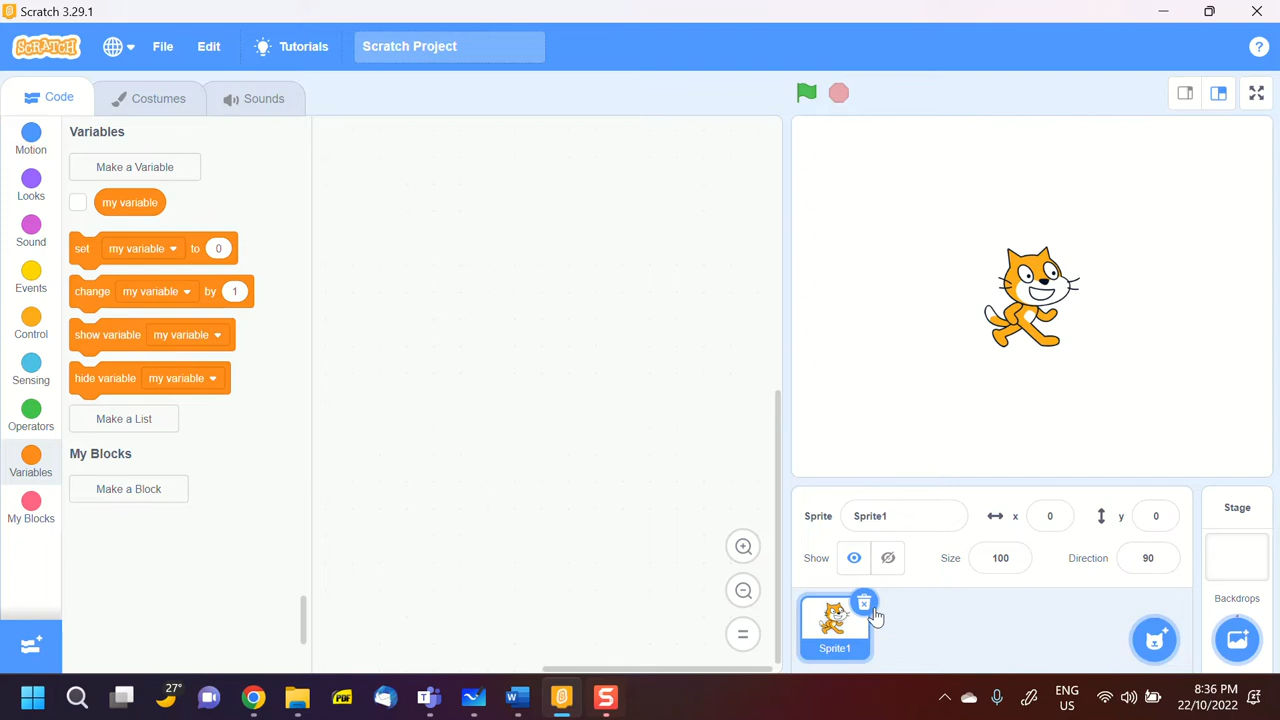 Scratch 3.29.1
SCRATCH
File
Edit
Tutorials
Scratch Project
?
Code
Costumes
Sounds
Motion
Looks
Sound
Events
Control
Sensing
Operators
Variables
My Blocks
Variables
Make a Variable
my variable
set my variable to 0
change my variable by 1
show variable my variable
hide variable my variable
Make a List
My Blocks
Make a Block
Sprite Sprite1 x 0 y 0
Show Size 100 Direction 90
Sprite1
Stage
Backdrops
27°
PDF
W
S
ENG
US
8:36 PM
22/10/2022